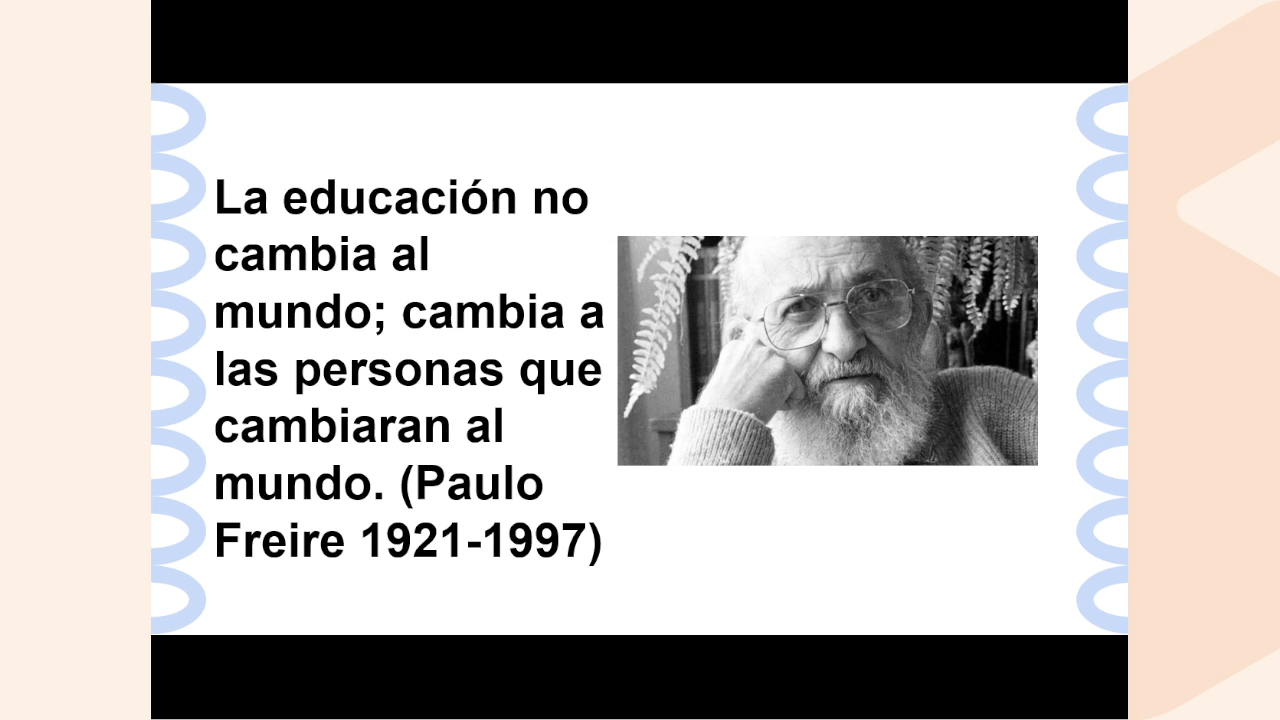 La educación no
cambia al
mundo; cambia a
las personas que
cambiaran al
mundo. (Paulo
Freire 1921-1997)